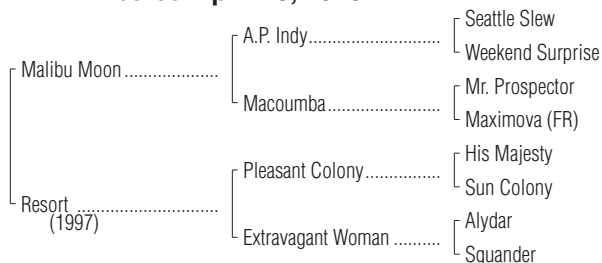 Seattle Slew
A.P. Indy
Weekend Surprise
Malibu Moon
Mr. Prospector
Macoumba
Maximova (FR)
His Majesty
Pleasant Colony
Sun Colony
Resort
(1997)
Alydar
Extravagant Woman
Squander